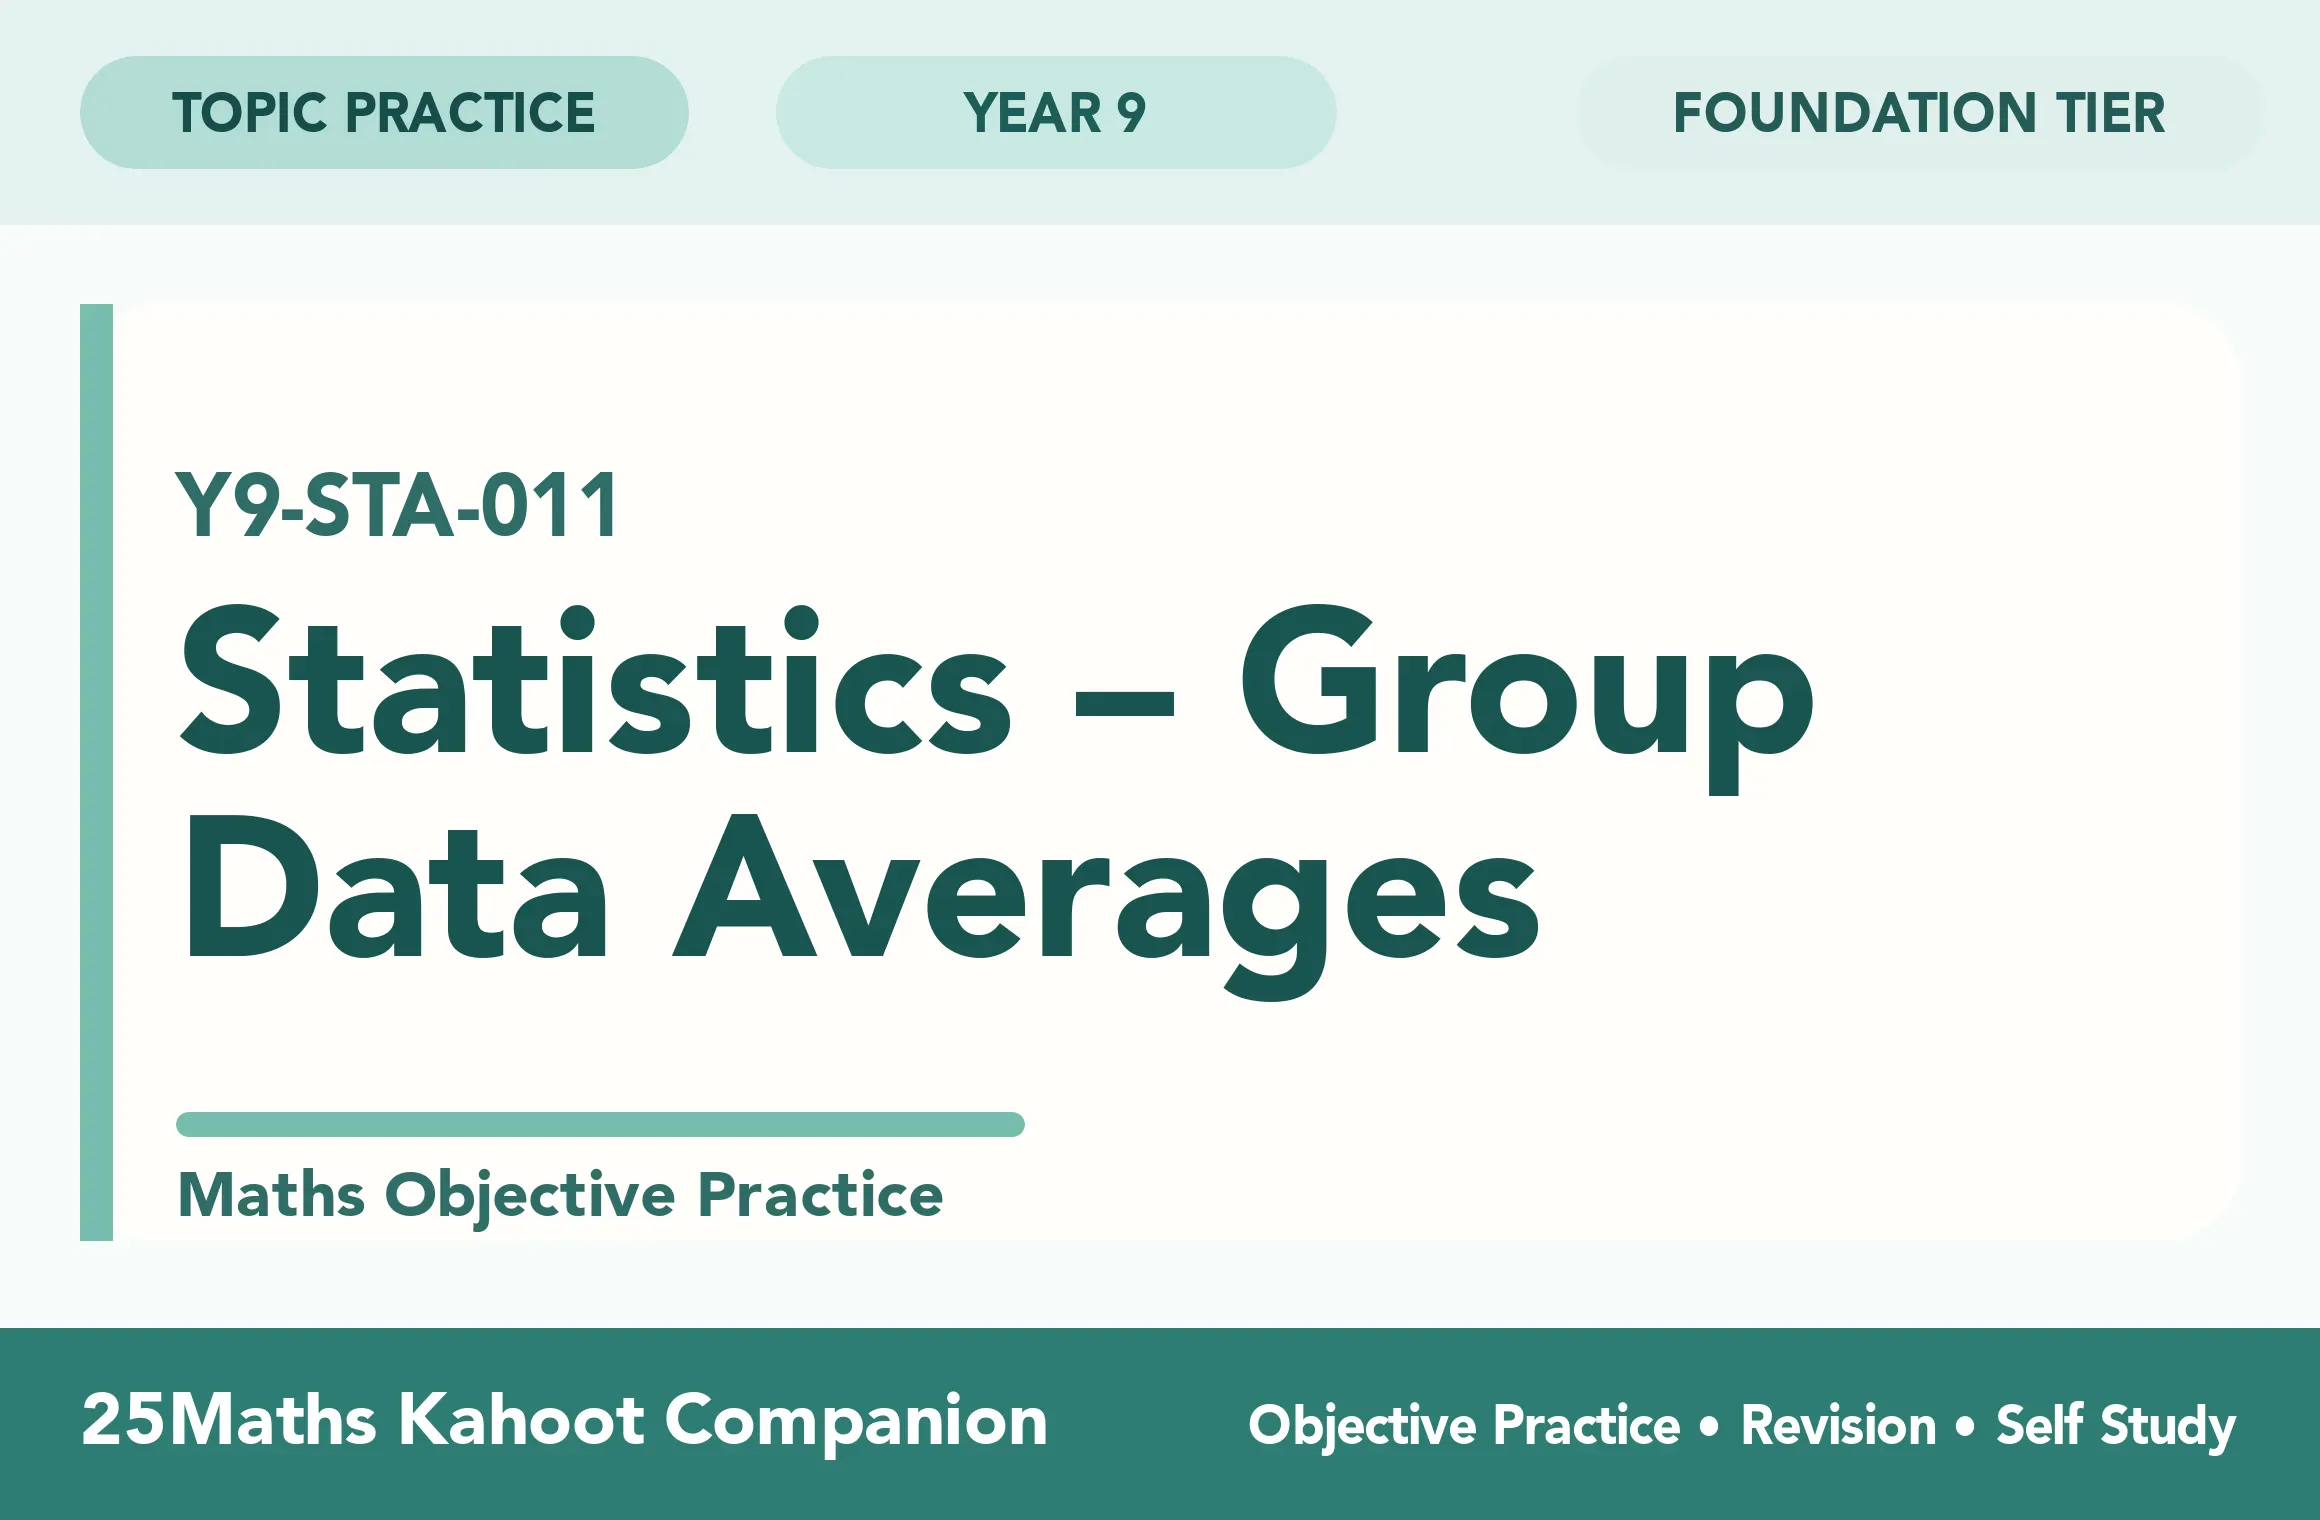 TOPIC PRACTICE
YEAR 9
FOUNDATION TIER
Y9-STA-011
Statistics – Group
Data Averages
Maths Objective Practice
25Maths Kahoot Companion
Objective Practice • Revision • Self Study